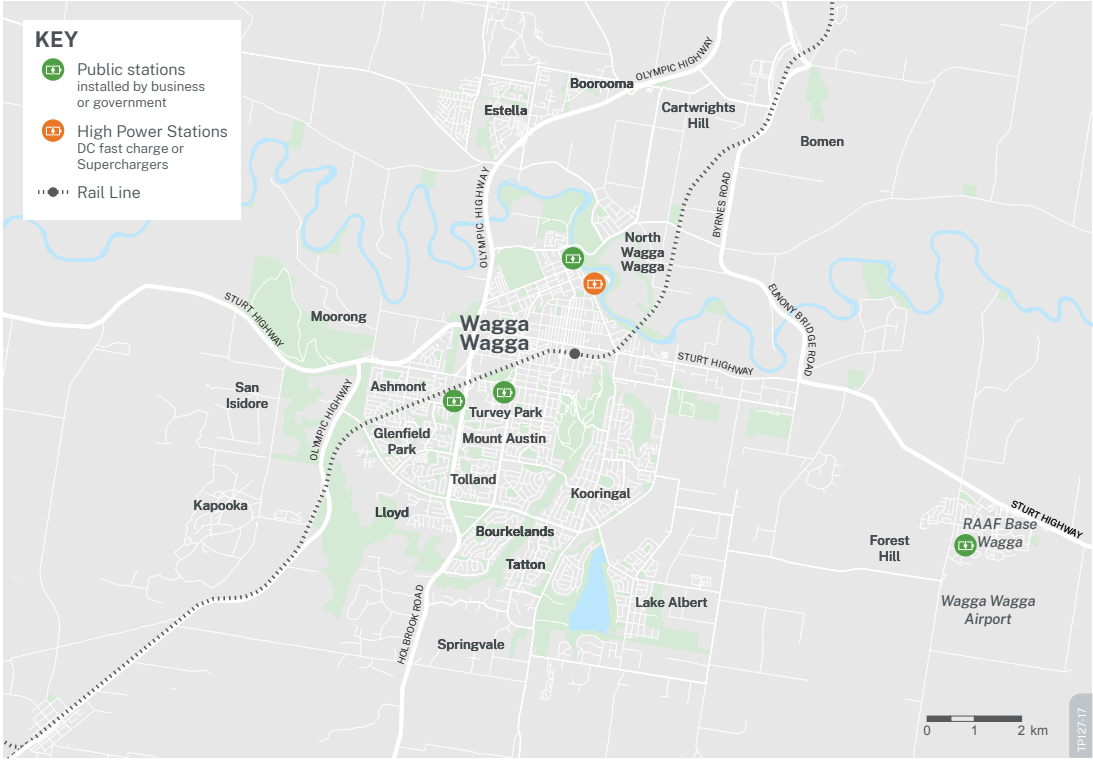 KEY
Public stations
installed by business
or government
High Power Stations
DC fast charge or
Superchargers
Rail Line
OLYMPIC HIGHWAY
Boorooma
Estella
Cartwrights
Hill
Bomen
OLYMPIC HIGHWAY
BYRNES ROAD
North
Wagga
Wagga
EUNONY BRIDGE ROAD
STURT HIGHWAY
Moorong
Wagga
Wagga
STURT HIGHWAY
San
Isidore
OLYMPIC HIGHWAY
Ashmont
Turvey Park
Glenfield
Park
Mount Austin
Tolland
Kooringal
Kapooka
Lloyd
Bourkelands
STURT HIGHWAY
RAAF Base
Wagga
Forest
Hill
Tatton
Wagga Wagga
Airport
Lake Albert
HOLBROOK ROAD
Springvale
0 1 2 km
TP127-17